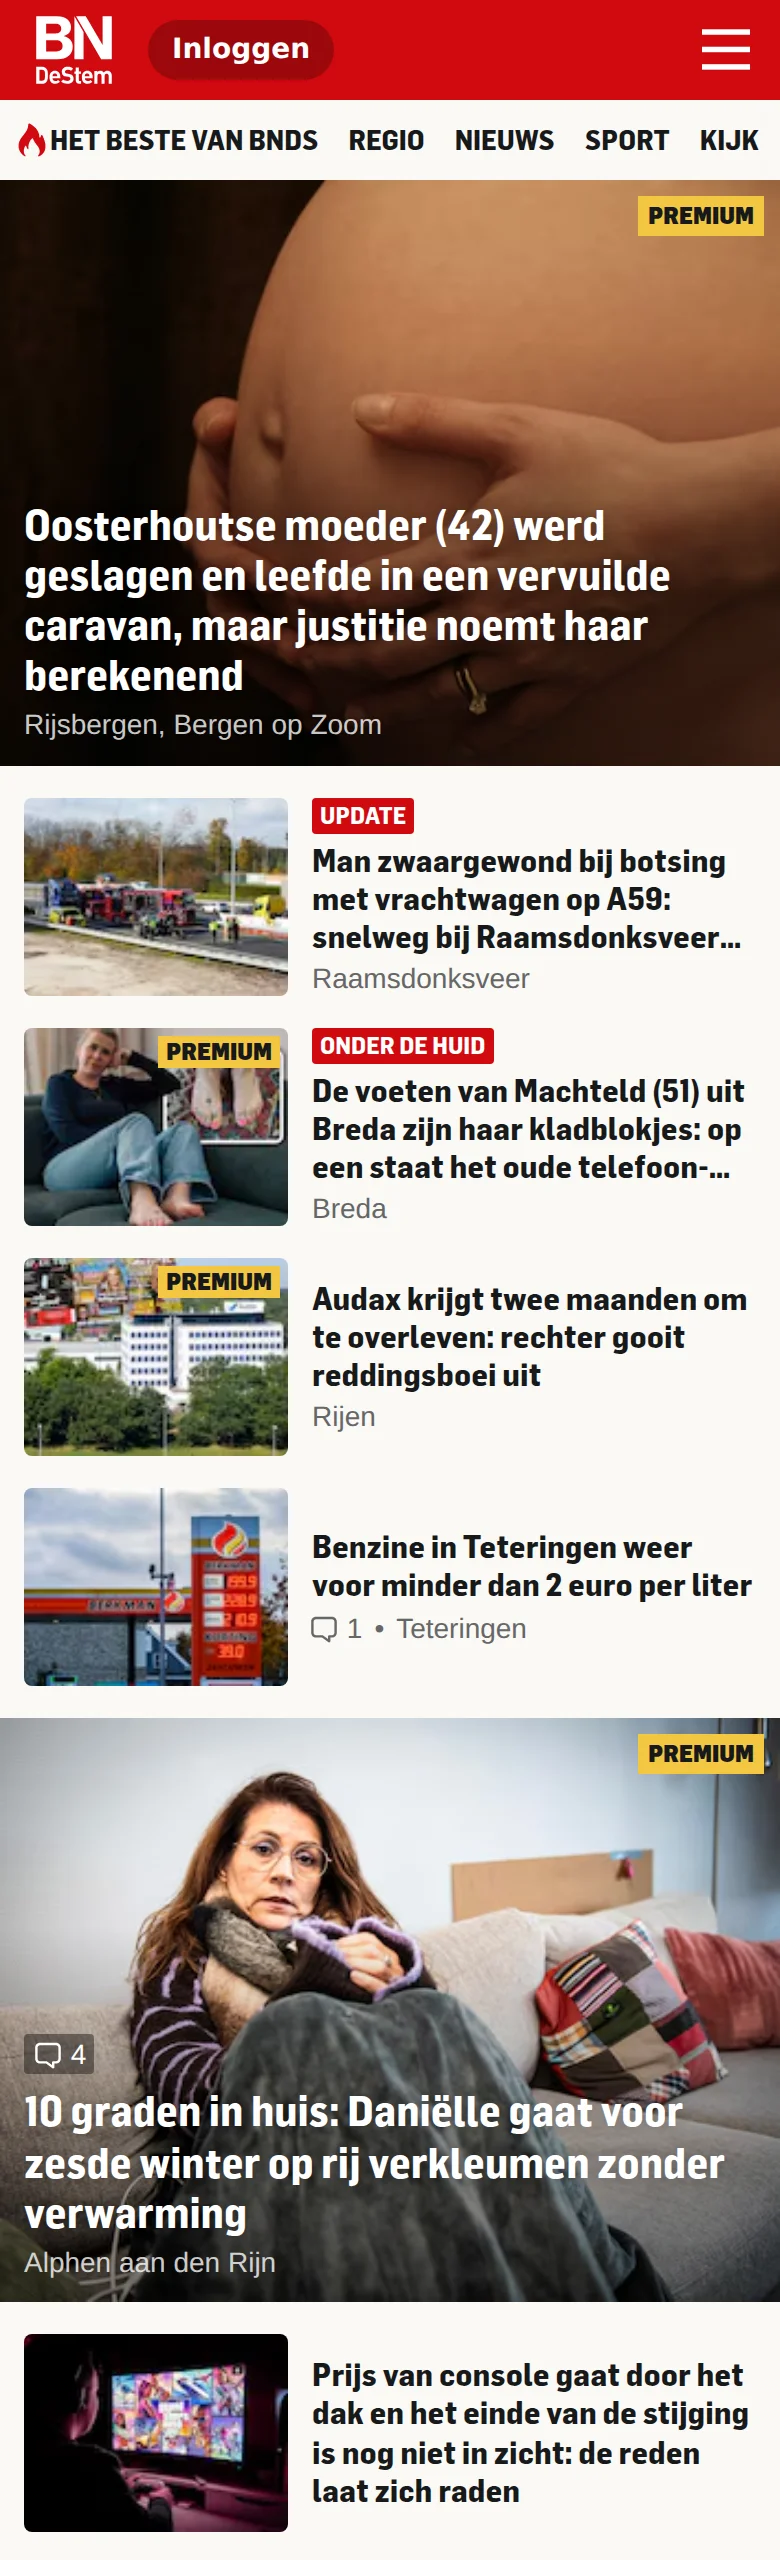 BN
DeStem
Inloggen
HET BESTE VAN BNDS REGIO NIEUWS SPORT KIJK
PREMIUM
Oosterhoutse moeder (42) werd
geslagen en leefde in een vervuilde
caravan, maar justitie noemt haar
berekenend
Rijsbergen, Bergen op Zoom
UPDATE
Man zwaargewond bij botsing
met vrachtwagen op A59:
snelweg bij Raamsdonksveer...
Raamsdonksveer
PREMIUM
ONDER DE HUID
De voeten van Machteld (51) uit
Breda zijn haar kladblokjes: op
een staat het oude telefoon-...
Breda
PREMIUM
Audax krijgt twee maanden om
te overleven: rechter gooit
reddingsboei uit
Rijen
BERKMAN
Benzine in Teteringen weer
voor minder dan 2 euro per liter
1 • Teteringen
PREMIUM
4
10 graden in huis: Daniëlle gaat voor
zesde winter op rij verkleumen zonder
verwarming
Alphen aan den Rijn
Prijs van console gaat door het
dak en het einde van de stijging
is nog niet in zicht: de reden
laat zich raden